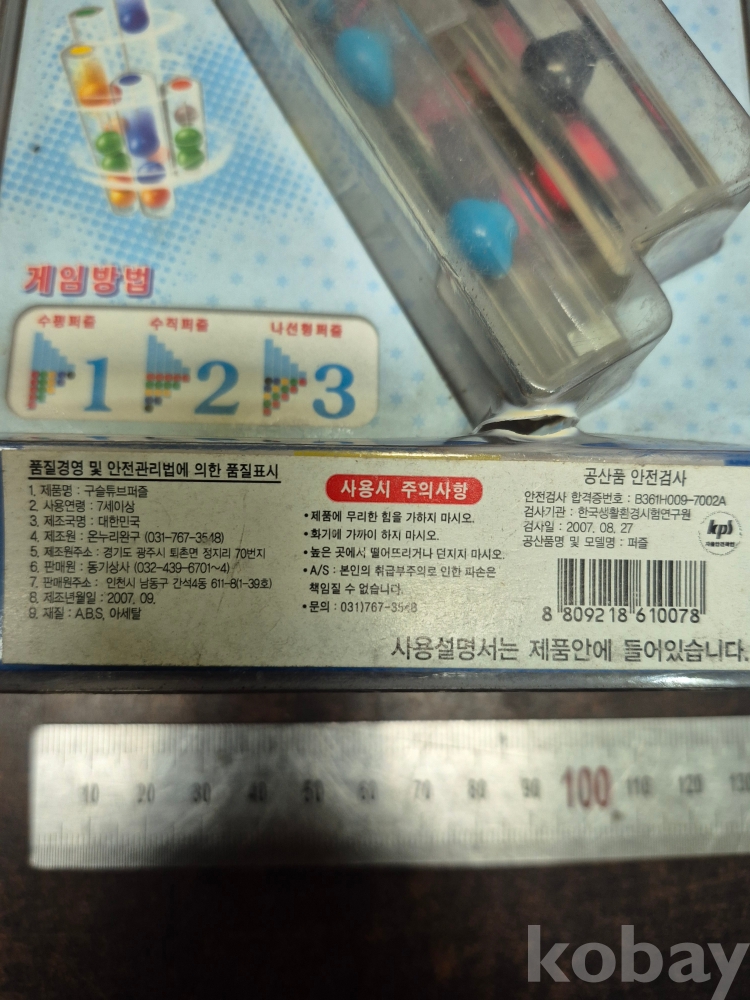 게임방법
수평퍼즐
수직퍼즐
나선형퍼즐
1
2
3
품질경영 및 안전관리법에 의한 품질표시
1. 제품명 : 구슬튜브퍼즐
2. 사용연령 : 7세이상
3. 제조국명 : 대한민국
4. 제조원 : 온누리완구 (031-767-3548)
5. 제조원주소 : 경기도 광주시 퇴촌면 정지리 70번지
6. 판매원 : 동기상사 (032-439-6701~4)
7. 판매원주소 : 인천시 남동구 간석4동 611-8(1-39호)
8. 제조년월일 : 2007. 09.
9. 재질 : A.B.S, 아세탈
사용시 주의사항
• 제품에 무리한 힘을 가하지 마시오.
• 화기에 가까이 하지 마시오.
• 높은 곳에서 떨어뜨리거나 던지지 마시오.
• A/S : 본인의 취급부주의로 인한 파손은
책임질 수 없습니다.
• 문의 : 031)767-3548
공산품 안전검사
안전검사 합격증번호 : B361H009-7002A
검사기관 : 한국생활환경시험연구원
검사일 : 2007. 08. 27
공산품명 및 모델명 : 퍼즐
kps
8 809218 610078
사용설명서는 제품안에 들어있습니다.
10 20 30 40 50 60 70 80 90 100 110 120 130
kobay